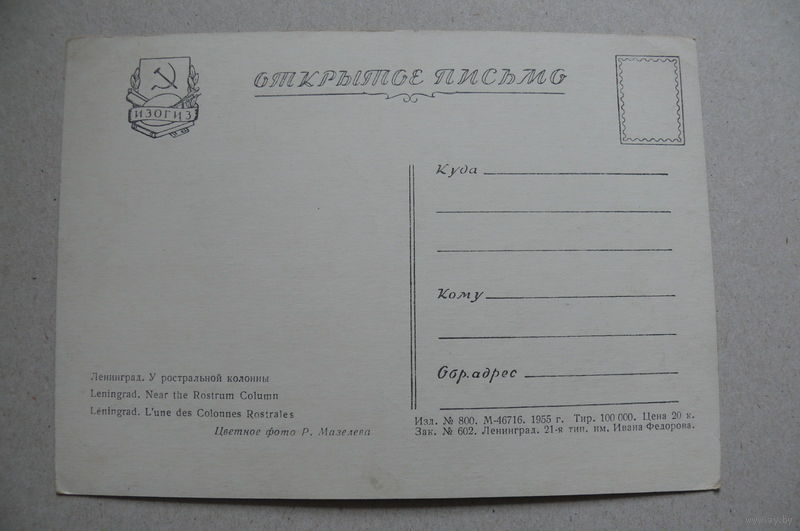 ИЗОГИЗ
ОТКРЫТОЕ ПИСЬМО
Куда
Кому
Обр. адрес
Ленинград. У ростральной колонны
Leningrad. Near the Rostrum Column
Léningrad. L'une des Colonnes Rostrales
Цветное фото Р. Мазелева
Изд. № 800. М-46716. 1955 г. Тир. 100 000. Цена 20 к.
Зак. № 602. Ленинград. 21-я тип. им. Ивана Федорова.